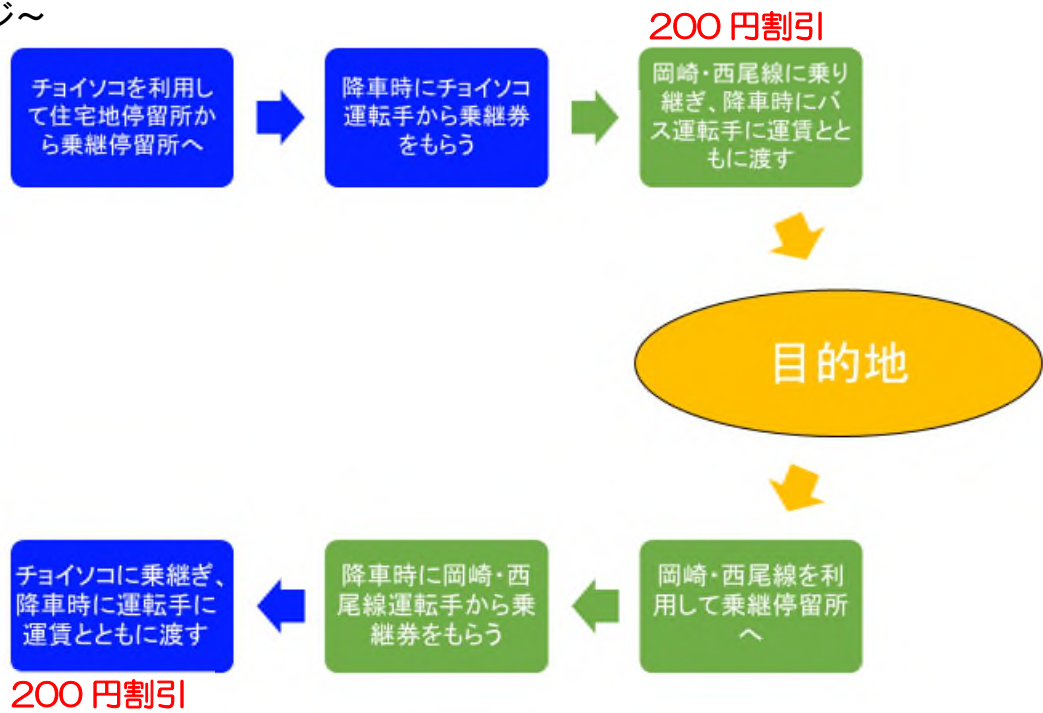 ジ～
200円割引
チョイソコを利用し
て住宅地停留所か
ら乗継停留所へ
降車時にチョイソコ
運転手から乗継券
をもらう
岡崎・西尾線に乗り
継ぎ、降車時にバ
ス運転手に運賃とと
もに渡す
目的地
チョイソコに乗継ぎ、
降車時に運転手に
運賃とともに渡す
降車時に岡崎・西
尾線運転手から乗
継券をもらう
岡崎・西尾線を利
用して乗継停留所
へ
200円割引